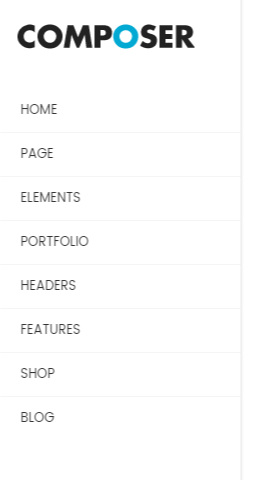 COMPOSER
HOME
PAGE
ELEMENTS
PORTFOLIO
HEADERS
FEATURES
SHOP
BLOG